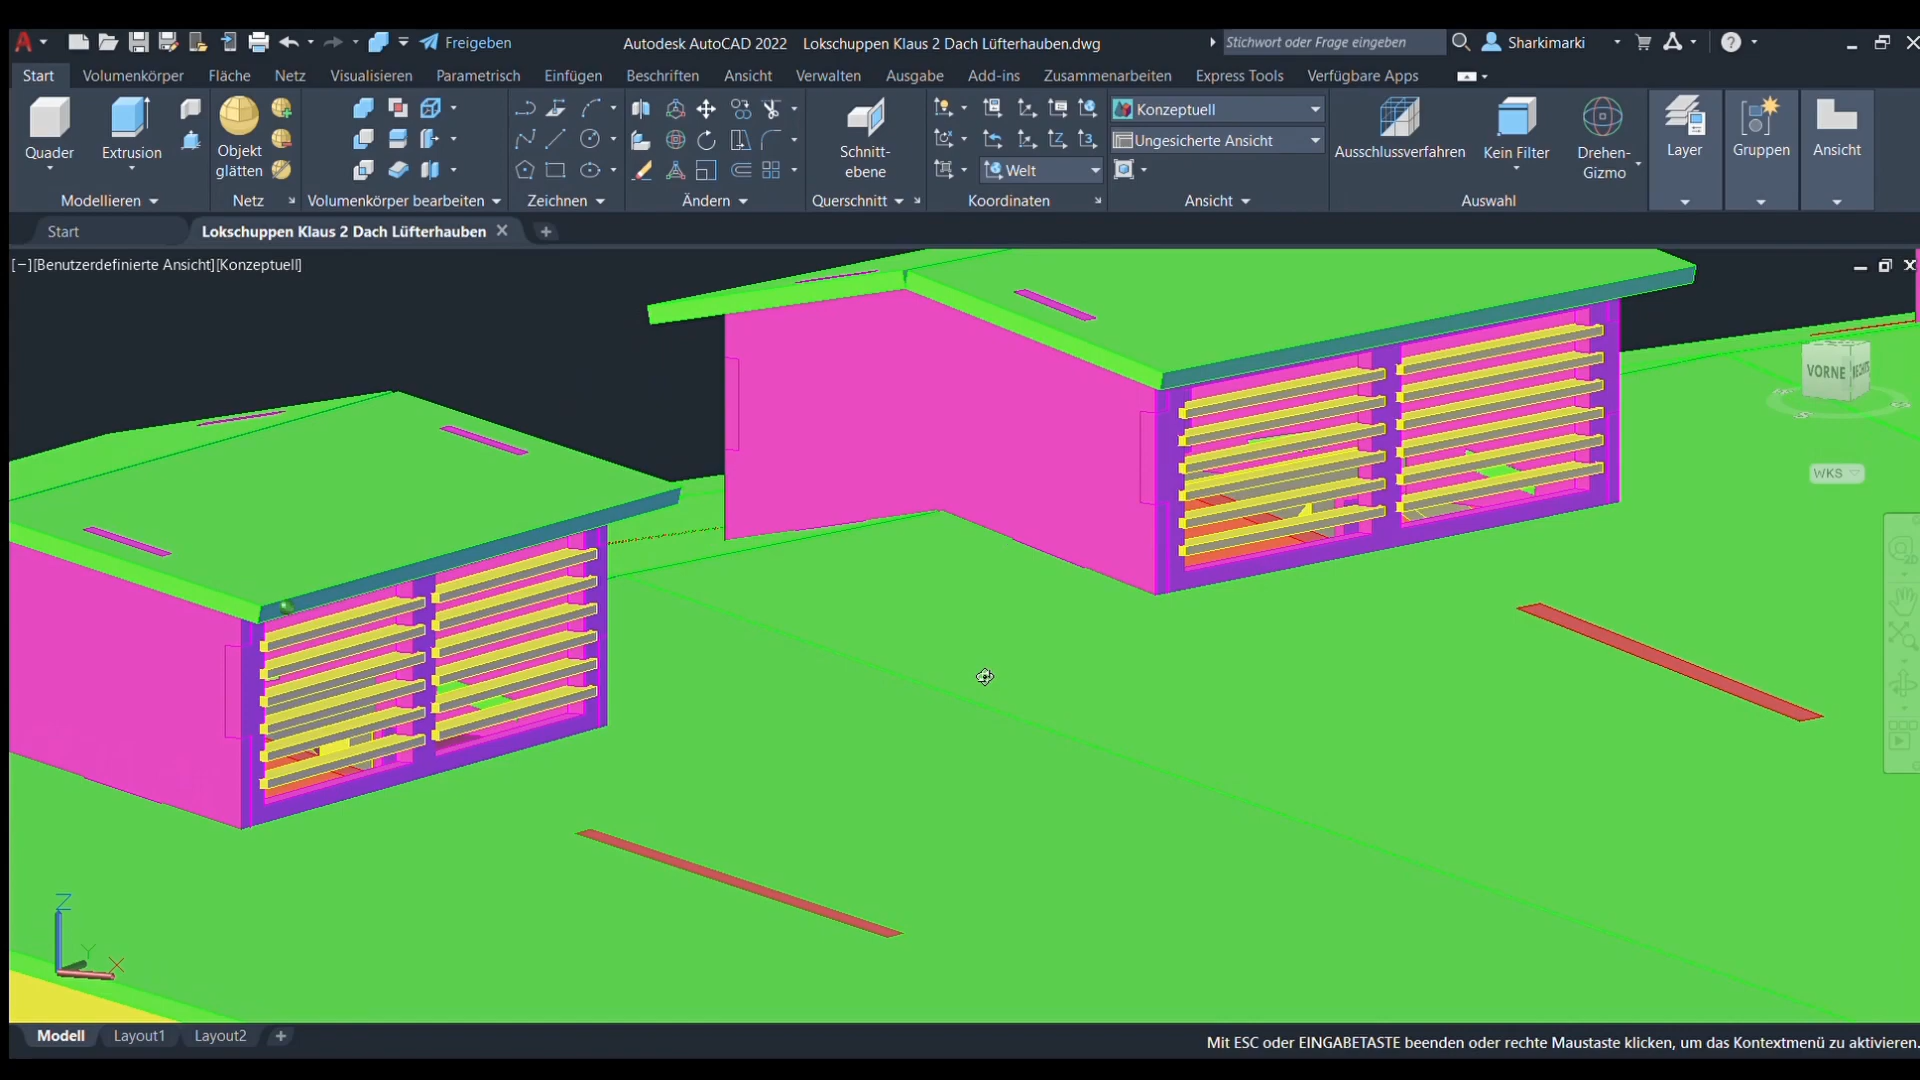 Freigeben
Autodesk AutoCAD 2022 Lokschuppen Klaus 2 Dach Lüfterhauben.dwg
Stichwort oder Frage eingeben
Sharkimarki
Start Volumenkörper Fläche Netz Visualisieren Parametrisch Einfügen Beschriften Ansicht Verwalten Ausgabe Add-ins Zusammenarbeiten Express Tools Verfügbare Apps
Quader
Extrusion
Objekt
glätten
Schnitt-
ebene
Konzeptuell
Ungesicherte Ansicht
Welt
Ausschlussverfahren
Kein Filter
Drehen-
Gizmo
Layer
Gruppen
Ansicht
Modellieren Netz Volumenkörper bearbeiten Zeichnen Ändern Querschnitt Koordinaten Ansicht Auswahl
Start
Lokschuppen Klaus 2 Dach Lüfterhauben
[−][Benutzerdefinierte Ansicht][Konzeptuell]
VORNE
RECHTS
WKS
Z
Y
X
Modell Layout1 Layout2
Mit ESC oder EINGABETASTE beenden oder rechte Maustaste klicken, um das Kontextmenü zu aktivieren.